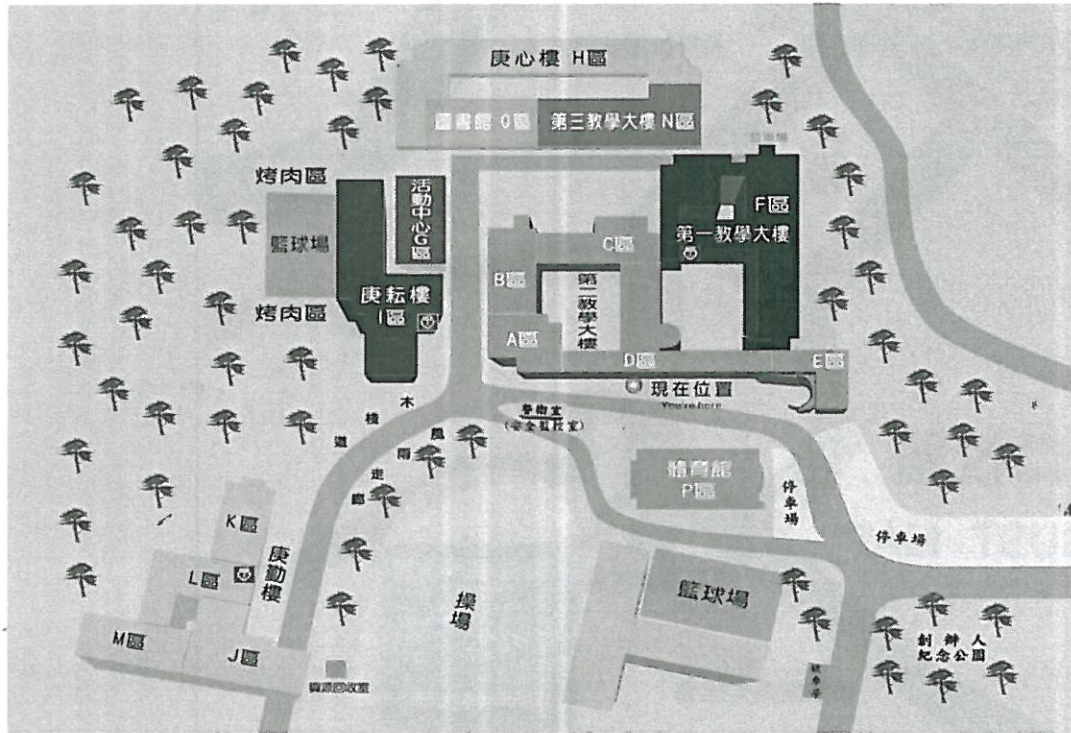 庚心樓 H區
圖書館 O區
第三教學大樓 N區
烤肉區
活動中心G區
F區
第一教學大樓
籃球場
C區
B區
第二教學大樓
庚耘樓
I區
烤肉區
A區
D區
E區
現在位置
You're here
木棧道
風雨走廊
警衛室
(安全監控室)
體育館
P區
停車場
停車場
K區
庚勤樓
L區
籃球場
操場
M區
J區
創辦人
紀念公園
資源回收室